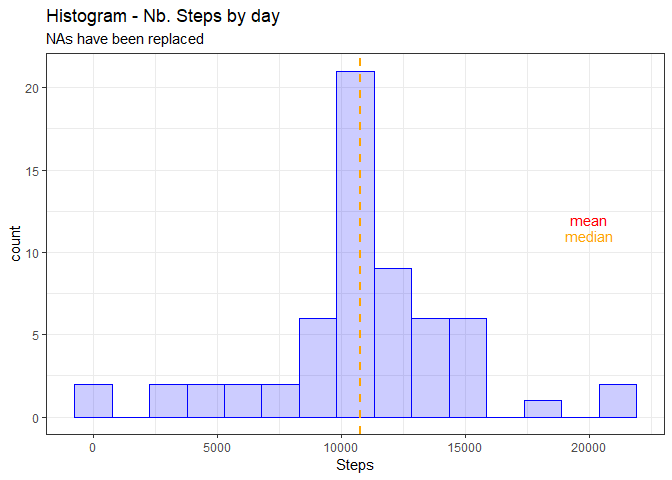 Histogram - Nb. Steps by day
NAs have been replaced
20
15
10
5
0
count
mean
median
0 5000 10000 15000 20000
Steps